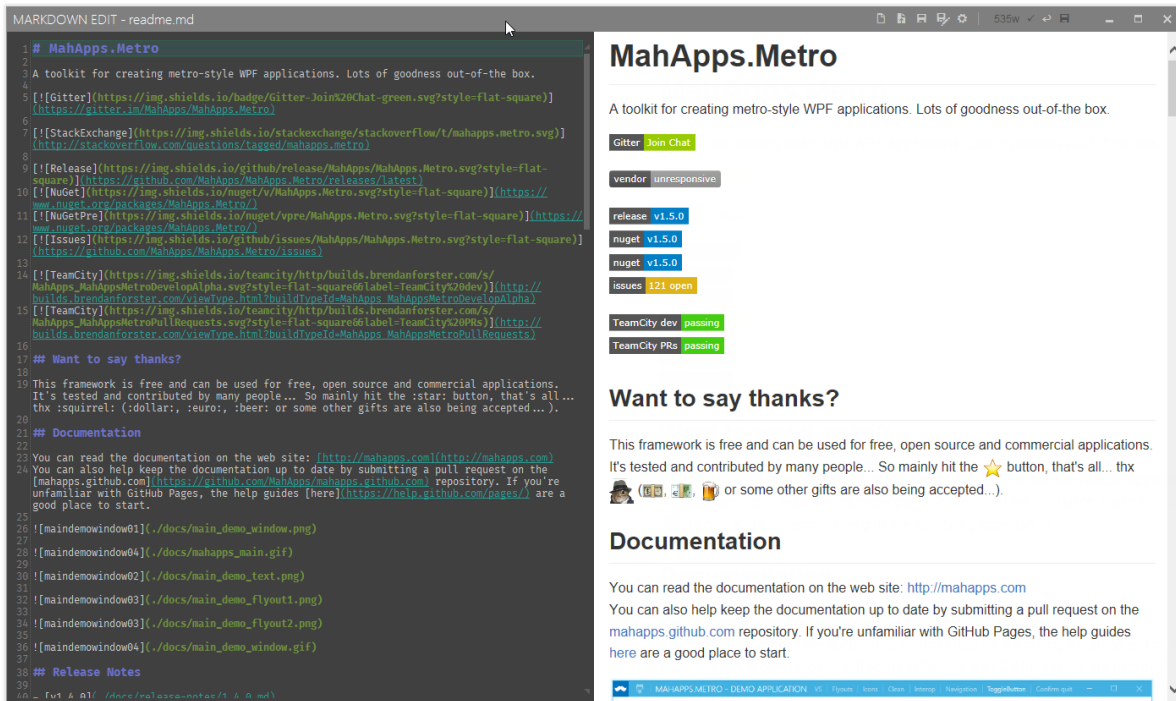 MARKDOWN EDIT - readme.md
535w
1 # MahApps.Metro
2
3 A toolkit for creating metro-style WPF applications. Lots of goodness out-of-the box.
4
5 [![Gitter](https://img.shields.io/badge/Gitter-Join%20Chat-green.svg?style=flat-square)]
(https://gitter.im/MahApps/MahApps.Metro)
6
7 [![StackExchange](https://img.shields.io/stackexchange/stackoverflow/t/mahapps.metro.svg)]
(http://stackoverflow.com/questions/tagged/mahapps.metro)
8
9 [![Release](https://img.shields.io/github/release/MahApps/MahApps.Metro.svg?style=flat-
square)](https://github.com/MahApps/MahApps.Metro/releases/latest)
10 [![NuGet](https://img.shields.io/nuget/v/MahApps.Metro.svg?style=flat-square)](https://
www.nuget.org/packages/MahApps.Metro/)
11 [![NuGetPre](https://img.shields.io/nuget/vpre/MahApps.Metro.svg?style=flat-square)](https://
www.nuget.org/packages/MahApps.Metro/)
12 [![Issues](https://img.shields.io/github/issues/MahApps/MahApps.Metro.svg?style=flat-square)]
(https://github.com/MahApps/MahApps.Metro/issues)
13
14 [![TeamCity](https://img.shields.io/teamcity/http/builds.brendanforster.com/s/
MahApps_MahAppsMetroDevelopAlpha.svg?style=flat-square&label=TeamCity%20dev)](http://
builds.brendanforster.com/viewType.html?buildTypeId=MahApps_MahAppsMetroDevelopAlpha)
15 [![TeamCity](https://img.shields.io/teamcity/http/builds.brendanforster.com/s/
MahApps_MahAppsMetroPullRequests.svg?style=flat-square&label=TeamCity%20PRs)](http://
builds.brendanforster.com/viewType.html?buildTypeId=MahApps_MahAppsMetroPullRequests)
16
17 ## Want to say thanks?
18
19 This framework is free and can be used for free, open source and commercial applications.
It's tested and contributed by many people... So mainly hit the :star: button, that's all...
thx :squirrel: (:dollar:, :euro:, :beer: or some other gifts are also being accepted...).
20
21 ## Documentation
22
23 You can read the documentation on the web site: [http://mahapps.com](http://mahapps.com)
24 You can also help keep the documentation up to date by submitting a pull request on the
[mahapps.github.com](https://github.com/MahApps/mahapps.github.com) repository. If you're
unfamiliar with GitHub Pages, the help guides [here](https://help.github.com/pages/) are a
good place to start.
25
26 ![maindemowindow01](./docs/main_demo_window.png)
27
28 ![maindemowindow04](./docs/mahapps_main.gif)
29
30 ![maindemowindow02](./docs/main_demo_text.png)
31
32 ![maindemowindow03](./docs/main_demo_flyout1.png)
33
34 ![maindemowindow03](./docs/main_demo_flyout2.png)
35
36 ![maindemowindow04](./docs/main_demo_window.gif)
37
38 ## Release Notes
39
40 - [v1.4.0](./docs/release-notes/1.4.0.md)
MahApps.Metro
A toolkit for creating metro-style WPF applications. Lots of goodness out-of-the box.
Gitter Join Chat
vendor unresponsive
release v1.5.0
nuget v1.5.0
nuget v1.5.0
issues 121 open
TeamCity dev passing
TeamCity PRs passing
Want to say thanks?
This framework is free and can be used for free, open source and commercial applications.
It's tested and contributed by many people... So mainly hit the button, that's all... thx
( , , or some other gifts are also being accepted...).
Documentation
You can read the documentation on the web site: http://mahapps.com
You can also help keep the documentation up to date by submitting a pull request on the
mahapps.github.com repository. If you're unfamiliar with GitHub Pages, the help guides
here are a good place to start.
MAHAPPS.METRO - DEMO APPLICATION VS Flyouts Icons Clean Interop Navigation ToggleButton Confirm quit